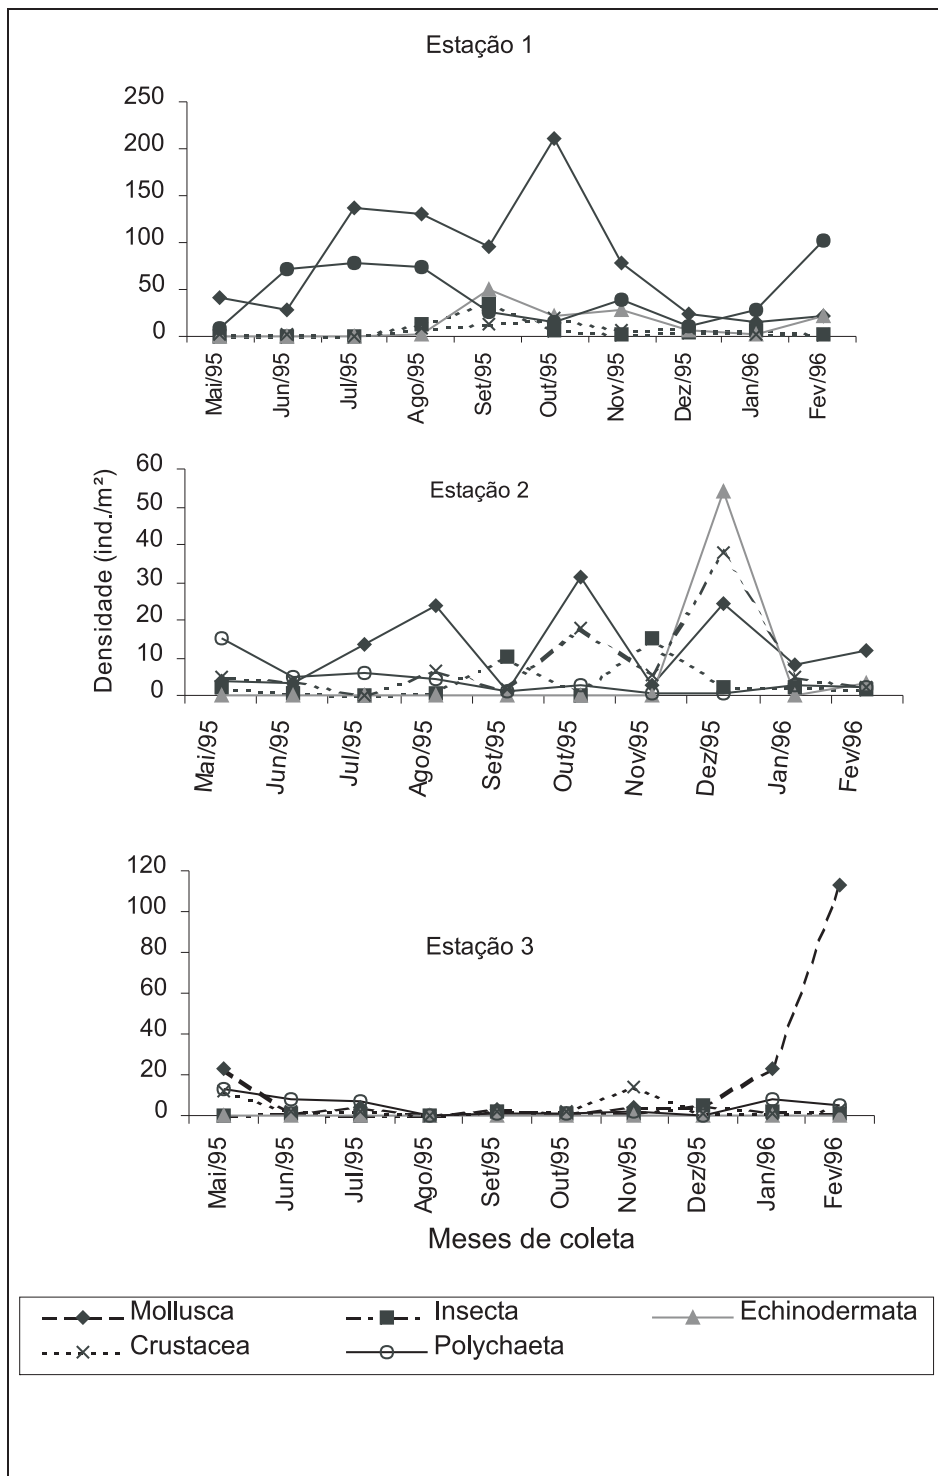 Estação 1
250
200
150
100
50
0
Mai/95 Jun/95 Jul/95 Ago/95 Set/95 Out/95 Nov/95 Dez/95 Jan/96 Fev/96
Densidade (ind./m²)
Estação 2
60
50
40
30
20
10
0
Mai/95 Jun/95 Jul/95 Ago/95 Set/95 Out/95 Nov/95 Dez/95 Jan/96 Fev/96
Estação 3
120
100
80
60
40
20
0
Mai/95 Jun/95 Jul/95 Ago/95 Set/95 Out/95 Nov/95 Dez/95 Jan/96 Fev/96
Meses de coleta
Mollusca Insecta Echinodermata
Crustacea Polychaeta